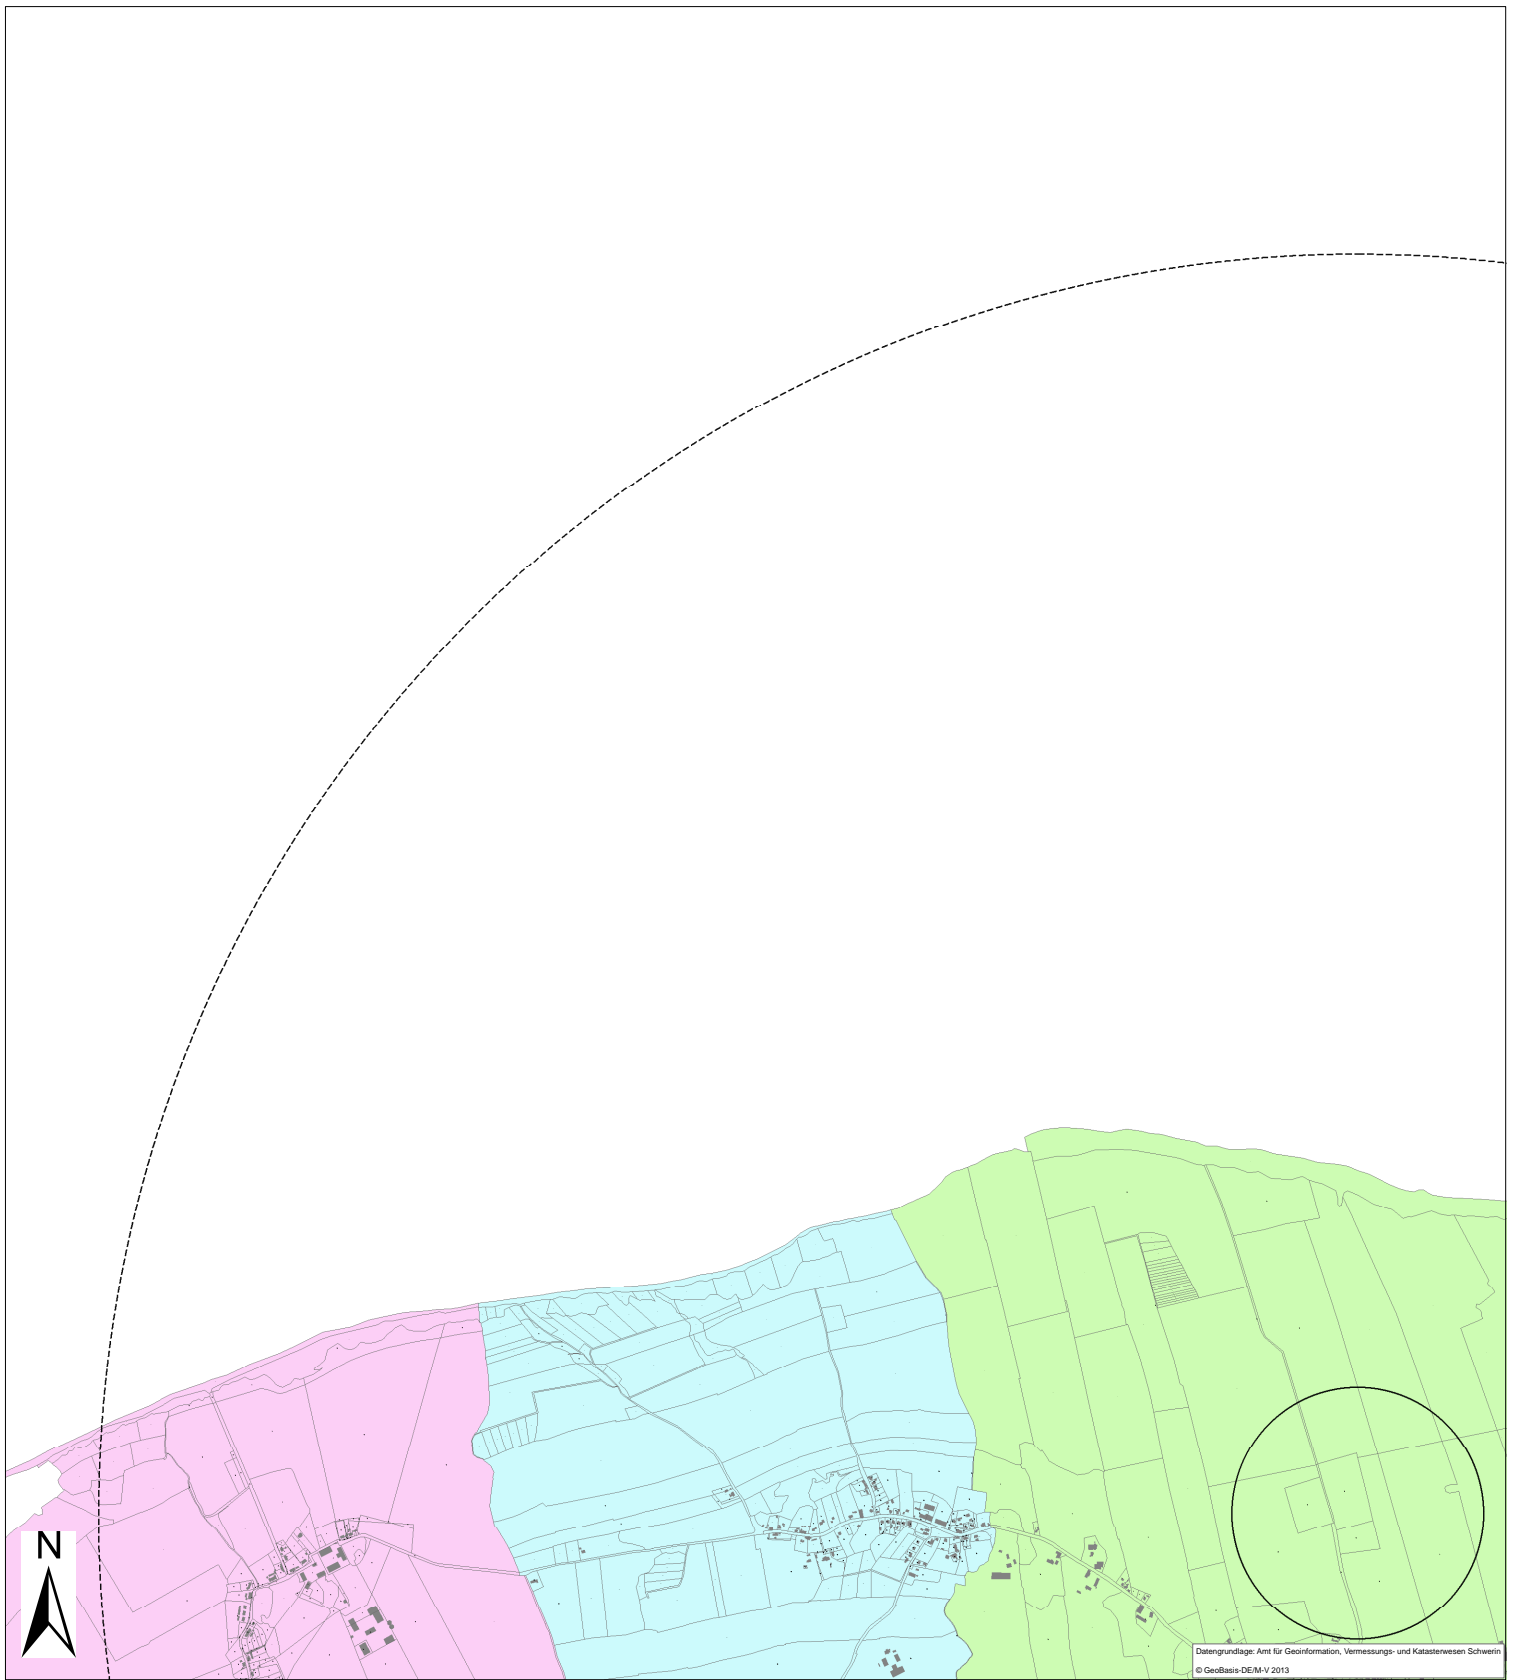 N
Datengrundlage: Amt für Geoinformation, Vermessungs- und Katasterwesen Schwerin
© GeoBasis-DE/M-V 2013